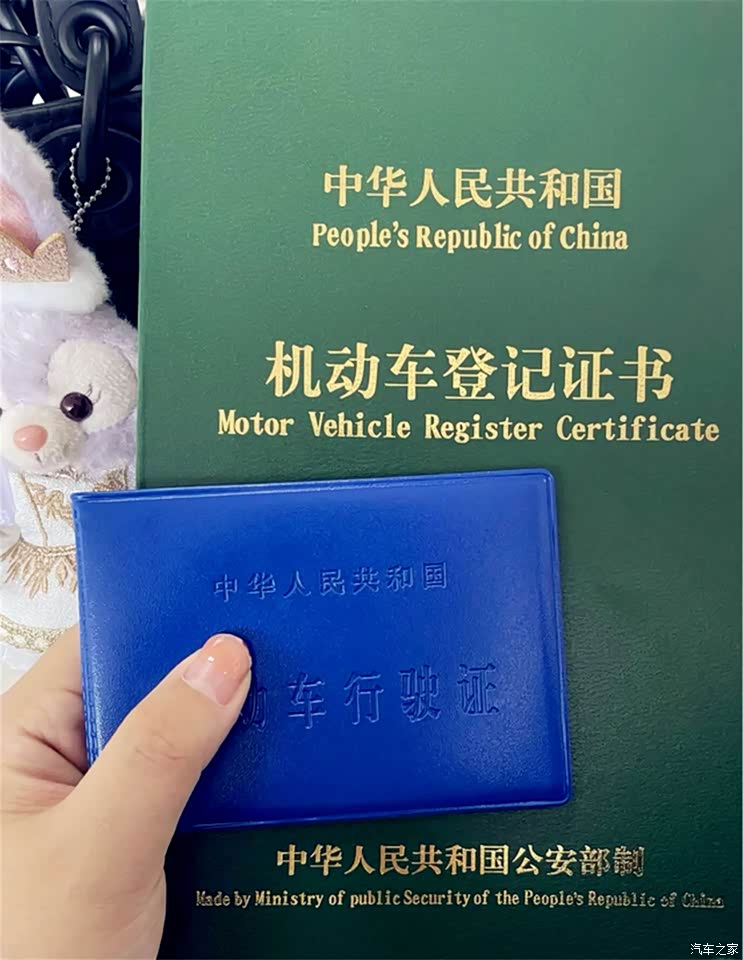 中华人民共和国
People's Republic of China
机动车登记证书
Motor Vehicle Register Certificate
中华人民共和国
动车行驶证
中华人民共和国公安部制
Made by Ministry of public Security of the People's Republic of China
汽车之家